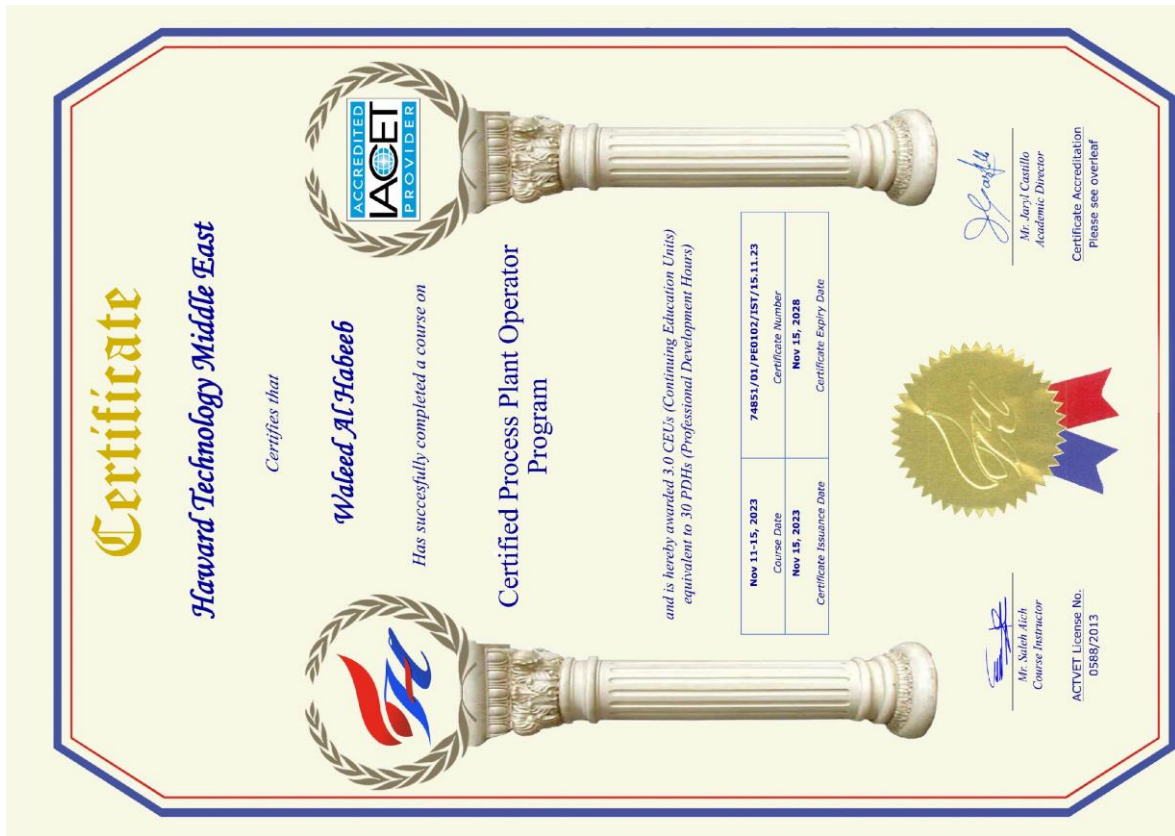 Certificate
Haward Technology Middle East
Certifies that
Waleed Al Habeeb
Has succesfully completed a course on
Certified Process Plant Operator
Program
and is hereby awarded 3.0 CEUs (Continuing Education Units)
equivalent to 30 PDHs (Professional Development Hours)
ACCREDITED
IACET
PROVIDER
Nov 11-15, 2023
Course Date
74851/01/PE0102/IST/15.11.23
Certificate Number
Nov 15, 2023
Certificate Issuance Date
Nov 15, 2028
Certificate Expiry Date
Mr. Saleh Aich
Course Instructor
ACTVET License No.
0588/2013
Mr. Jaryl Castillo
Academic Director
Certificate Accreditation
Please see overleaf